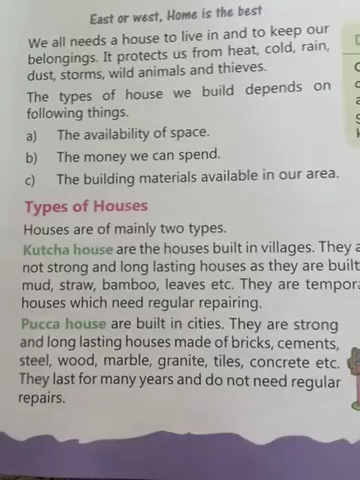 East or west, Home is the best
We all needs a house to live in and to keep our
belongings. It protects us from heat, cold, rain,
dust, storms, wild animals and thieves.
The types of house we build depends on
following things.
a) The availability of space.
b) The money we can spend.
c) The building materials available in our area.
Types of Houses
Houses are of mainly two types.
Kutcha house are the houses built in villages. They
not strong and long lasting houses as they are built
mud, straw, bamboo, leaves etc. They are
houses which need regular repairing.
Pucca house are built in cities. They are strong
and long lasting houses made of bricks, cements,
steel, wood, marble, granite, tiles, concrete etc.
They last for many years and do not need regular
repairs.